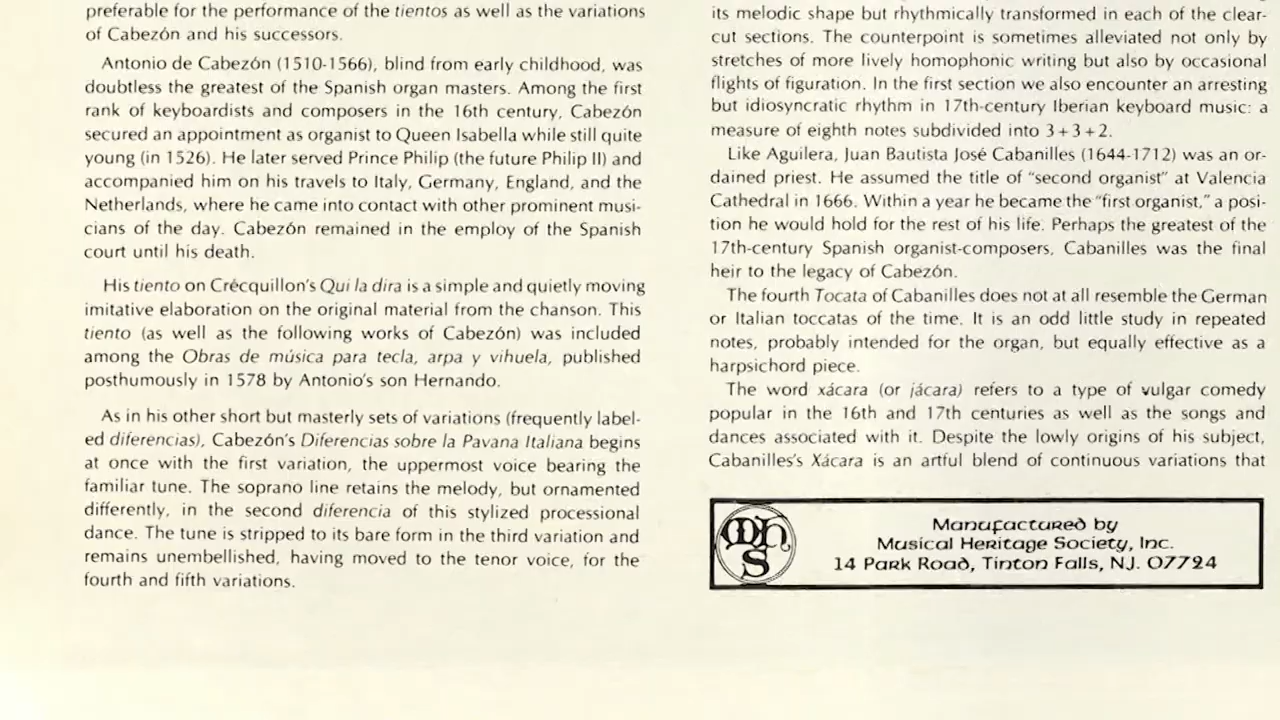 preferable for the performance of the tientos as well as the variations
of Cabezón and his successors.
Antonio de Cabezón (1510-1566), blind from early childhood, was
doubtless the greatest of the Spanish organ masters. Among the first
rank of keyboardists and composers in the 16th century, Cabezón
secured an appointment as organist to Queen Isabella while still quite
young (in 1526). He later served Prince Philip (the future Philip II) and
accompanied him on his travels to Italy, Germany, England, and the
Netherlands, where he came into contact with other prominent musi-
cians of the day. Cabezón remained in the employ of the Spanish
court until his death.
His tiento on Crécquillon's Qui la dira is a simple and quietly moving
imitative elaboration on the original material from the chanson. This
tiento (as well as the following works of Cabezón) was included
among the Obras de música para tecla, arpa y vihuela, published
posthumously in 1578 by Antonio's son Hernando.
As in his other short but masterly sets of variations (frequently label-
ed diferencias), Cabezón's Diferencias sobre la Pavana Italiana begins
at once with the first variation, the uppermost voice bearing the
familiar tune. The soprano line retains the melody, but ornamented
differently, in the second diferencia of this stylized processional
dance. The tune is stripped to its bare form in the third variation and
remains unembellished, having moved to the tenor voice, for the
fourth and fifth variations.
its melodic shape but rhythmically transformed in each of the clear-
cut sections. The counterpoint is sometimes alleviated not only by
stretches of more lively homophonic writing but also by occasional
flights of figuration. In the first section we also encounter an arresting
but idiosyncratic rhythm in 17th-century Iberian keyboard music: a
measure of eighth notes subdivided into 3+3+2.
Like Aguilera, Juan Bautista José Cabanilles (1644-1712) was an or-
dained priest. He assumed the title of "second organist" at Valencia
Cathedral in 1666. Within a year he became the "first organist," a posi-
tion he would hold for the rest of his life. Perhaps the greatest of the
17th-century Spanish organist-composers, Cabanilles was the final
heir to the legacy of Cabezón.
The fourth Tocata of Cabanilles does not at all resemble the German
or Italian toccatas of the time. It is an odd little study in repeated
notes, probably intended for the organ, but equally effective as a
harpsichord piece.
The word xácara (or jácara) refers to a type of vulgar comedy
popular in the 16th and 17th centuries as well as the songs and
dances associated with it. Despite the lowly origins of his subject,
Cabanilles's Xácara is an artful blend of continuous variations that
mhs
Manufactured by
Musical Heritage Society, Inc.
14 Park Road, Tinton Falls, N.J. 07724